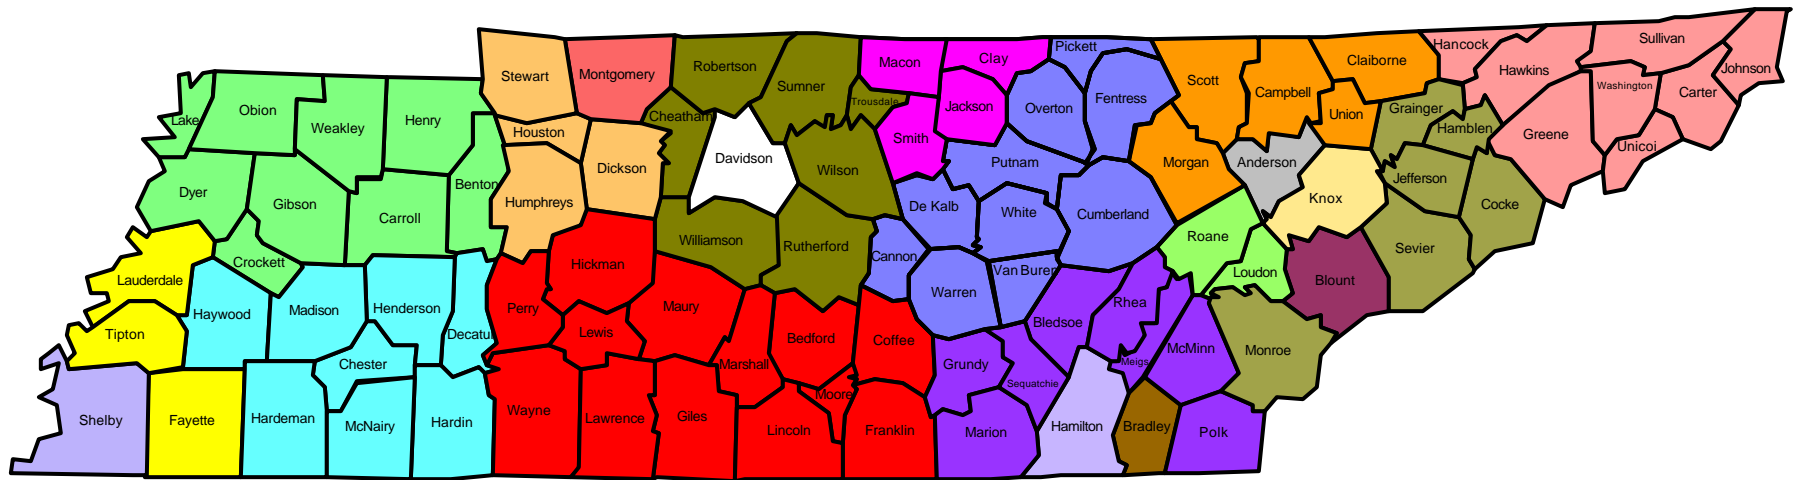 Stewart
Montgomery
Robertson
Sumner
Macon
Clay
Pickett
Scott
Campbell
Claiborne
Hancock
Hawkins
Sullivan
Johnson
Washington
Carter
Lake
Obion
Weakley
Henry
Houston
Dickson
Cheatham
Davidson
Trousdale
Smith
Jackson
Overton
Fentress
Morgan
Anderson
Union
Grainger
Hamblen
Greene
Unicoi
Dyer
Gibson
Carroll
Benton
Humphreys
Williamson
Wilson
Rutherford
De Kalb
Putnam
White
Cumberland
Roane
Knox
Jefferson
Cocke
Sevier
Lauderdale
Crockett
Hickman
Cannon
Warren
Van Buren
Loudon
Blount
Tipton
Haywood
Madison
Henderson
Decatur
Perry
Lewis
Maury
Marshall
Bedford
Coffee
Grundy
Sequatchie
Bledsoe
Rhea
Meigs
McMinn
Monroe
Shelby
Fayette
Hardeman
Chester
McNairy
Hardin
Wayne
Lawrence
Giles
Lincoln
Moore
Franklin
Marion
Hamilton
Bradley
Polk